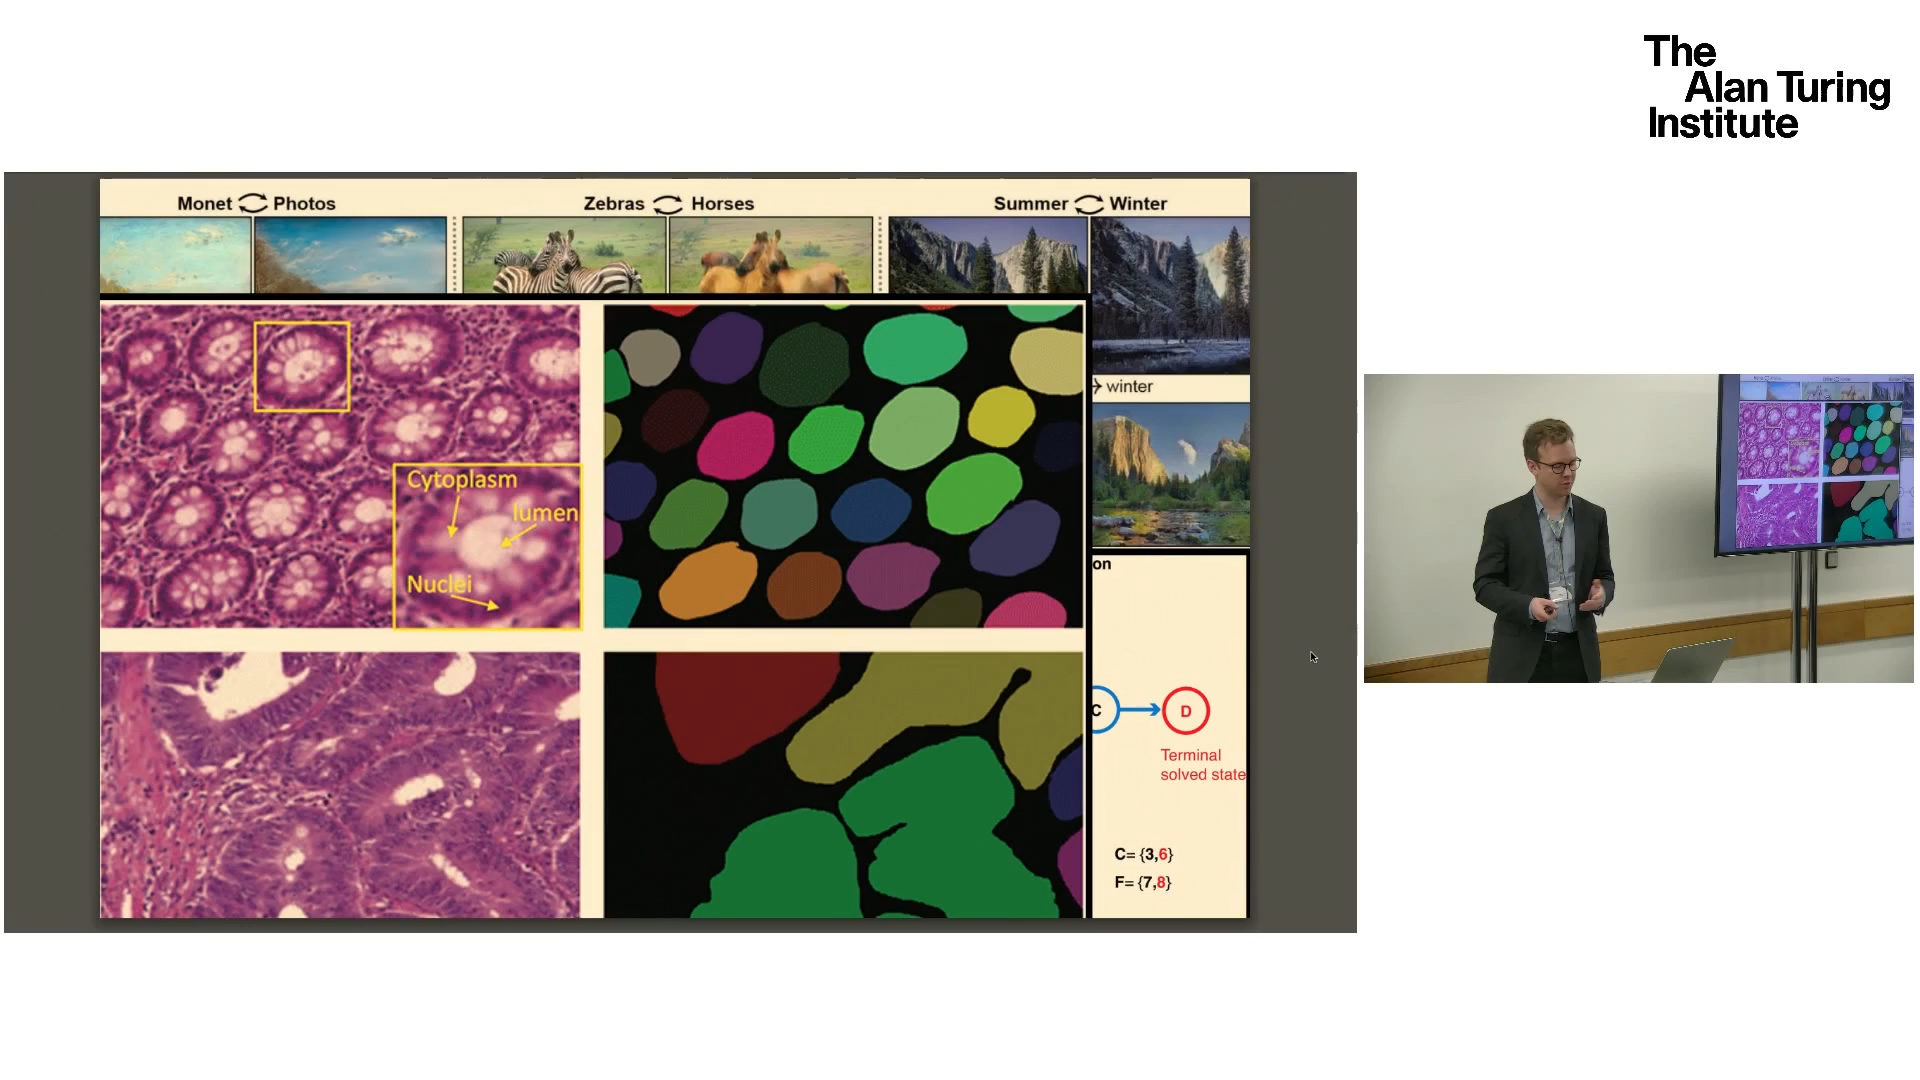 The
Alan Turing
Institute
Monet Photos
Zebras Horses
Summer Winter
winter
Cytoplasm
lumen
Nuclei
on
C
D
Terminal
solved state
C= {3,6}
F= {7,8}